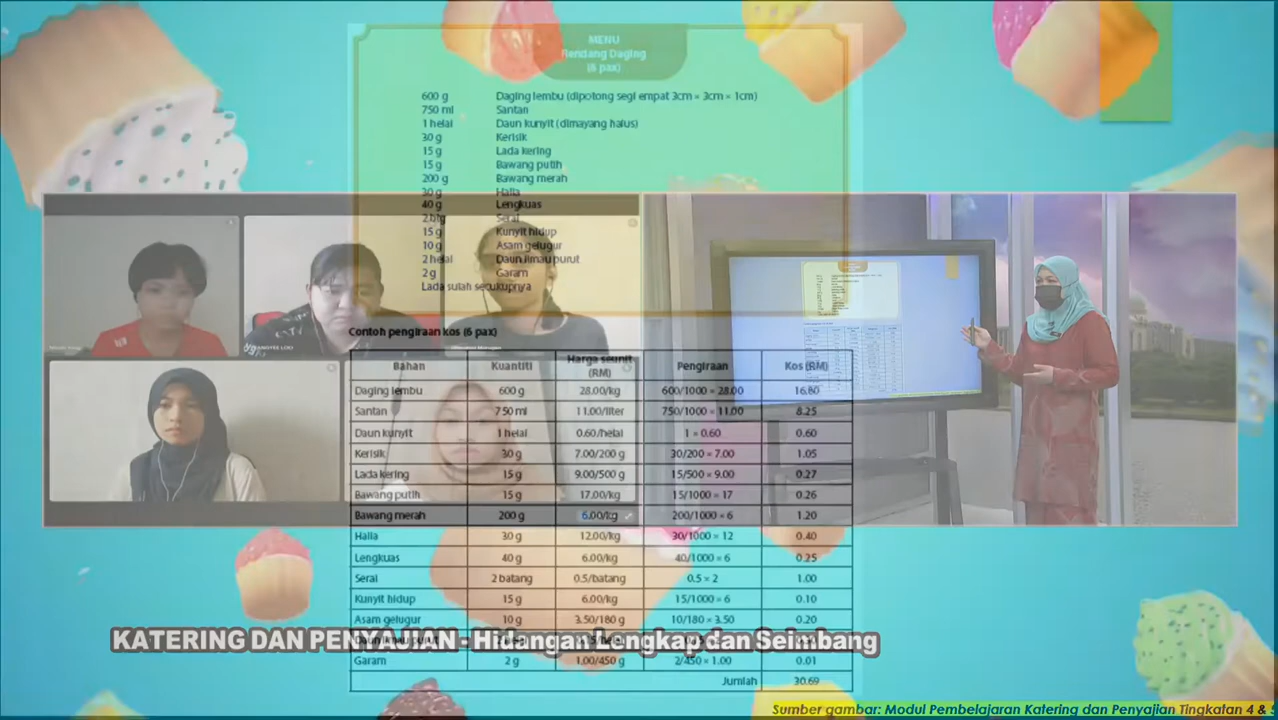 MENU
Rendang Daging
(6 pax)
600 g Daging lembu (dipotong segi empat 3cm × 3cm × 1cm)
750 ml Santan
1 helai Daun kunyit (dimayang halus)
30 g Kerisik
15 g Lada kering
15 g Bawang putih
200 g Bawang merah
30 g Halia
40 g Lengkuas
2 btg Serai
15 g Kunyit hidup
10 g Asam gelugur
2 helai Daun limau purut
2 g Garam
Lada sulah secukupnya
Contoh pengiraan kos (6 pax)
Bahan Kuantiti Harga seunit (RM) Pengiraan Kos (RM)
Daging lembu 600 g 28.00/kg 600/1000 × 28.00 16.80
Santan 750 ml 11.00/liter 750/1000 × 11.00 8.25
Daun kunyit 1 helai 0.60/helai 1 × 0.60 0.60
Kerisik 30 g 7.00/200 g 30/200 × 7.00 1.05
Lada kering 15 g 9.00/500 g 15/500 × 9.00 0.27
Bawang putih 15 g 17.00/kg 15/1000 × 17 0.26
Bawang merah 200 g 6.00/kg 200/1000 × 6 1.20
Halia 30 g 12.00/kg 30/1000 × 12 0.40
Lengkuas 40 g 6.00/kg 40/1000 × 6 0.25
Serai 2 batang 0.5/batang 0.5 × 2 1.00
Kunyit hidup 15 g 6.00/kg 15/1000 × 6 0.10
Asam gelugur 10 g 3.50/180 g 10/180 × 3.50 0.20
Daun limau purut
KATERING DAN PENYAJIAN - Hidangan Lengkap dan Seimbang
Garam 2 g 1.00/450 g 2/450 × 1.00 0.01
Jumlah 30.69
Sumber gambar: Modul Pembelajaran Katering dan Penyajian Tingkatan 4 & 5